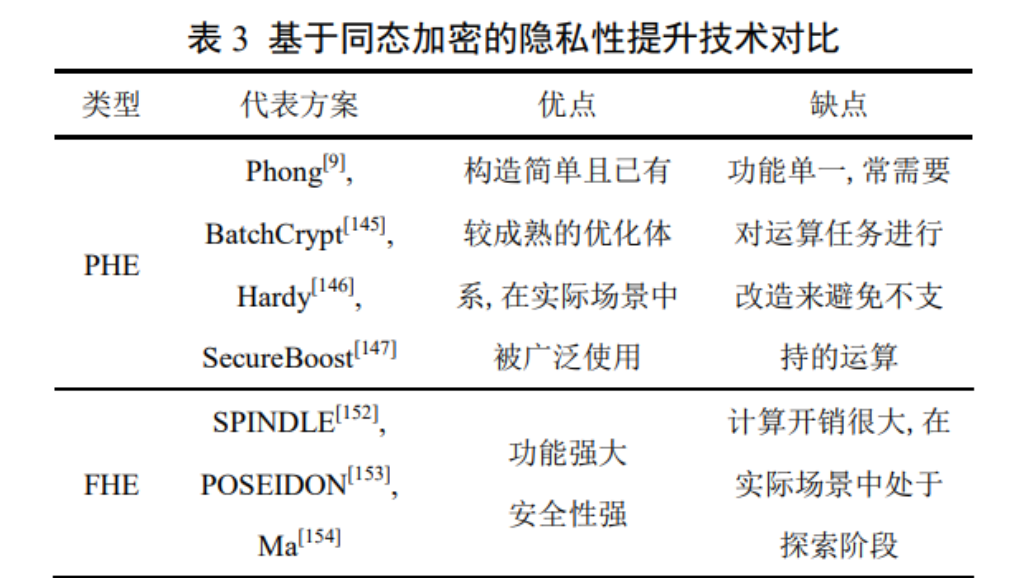 表 3 基于同态加密的隐私性提升技术对比
类型 代表方案 优点 缺点
Phong[9], 构造简单且已有 功能单一, 常需要
BatchCrypt[145], 较成熟的优化体 对运算任务进行
PHE
Hardy[146], 系, 在实际场景中 改造来避免不支
SecureBoost[147] 被广泛使用 持的运算
SPINDLE[152], 计算开销很大, 在
功能强大
FHE POSEIDON[153], 实际场景中处于
安全性强
Ma[154] 探索阶段